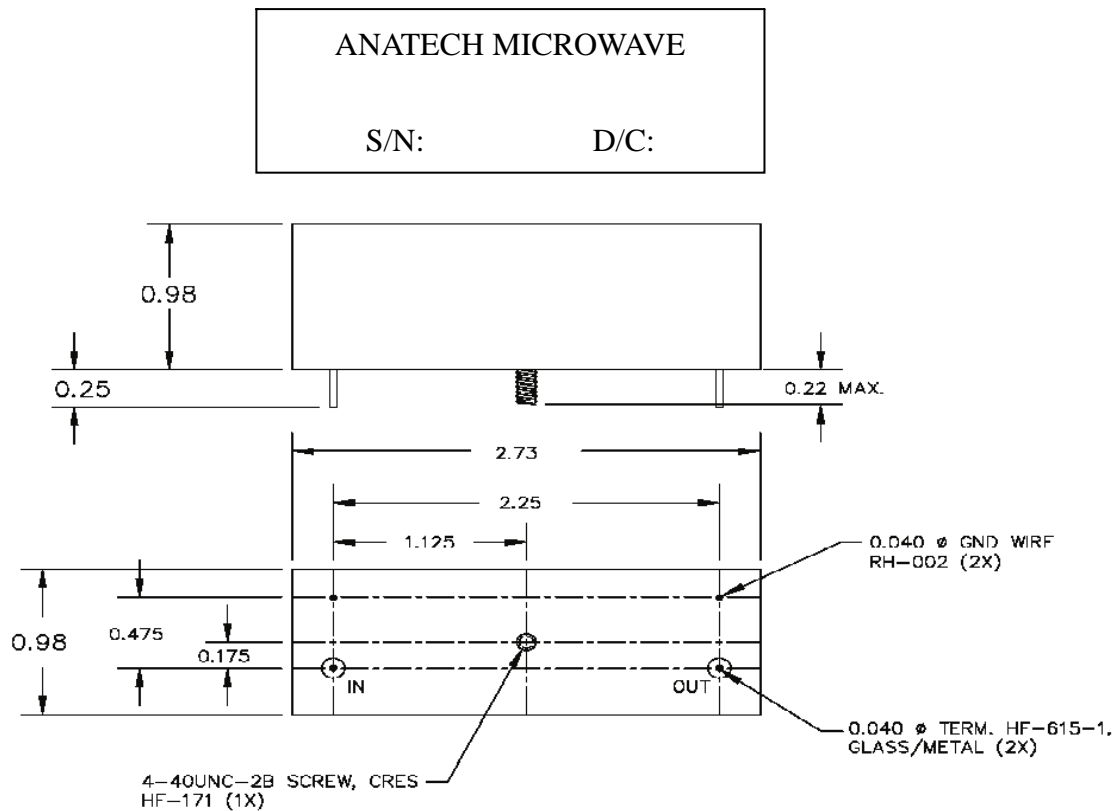 ANATECH MICROWAVE
S/N: D/C:
0.98
0.25
0.22 MAX.
2.73
2.25
1.125
0.040 ø GND WIRE
RH-002 (2X)
0.98
0.475
0.175
IN
OUT
0.040 ø TERM. HF-615-1,
GLASS/METAL (2X)
4-40UNC-2B SCREW, CRES
HF-171 (1X)